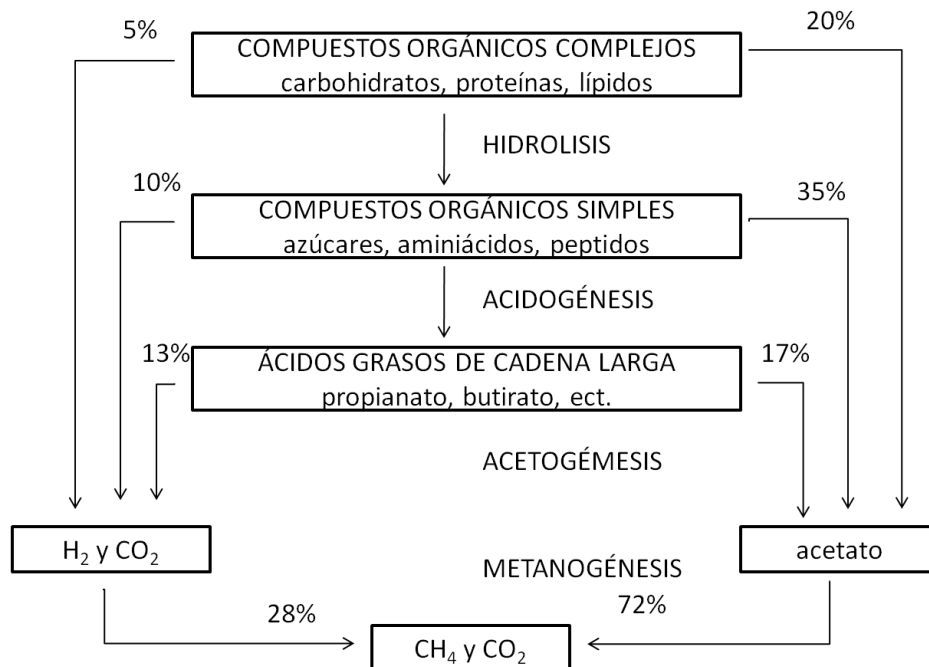 5%
COMPUESTOS ORGÁNICOS COMPLEJOS
20%
carbohidratos, proteínas, lípidos
HIDROLISIS
10%
COMPUESTOS ORGÁNICOS SIMPLES
35%
azúcares, aminiácidos, peptidos
ACIDOGÉNESIS
13%
ÁCIDOS GRASOS DE CADENA LARGA
17%
propianato, butirato, ect.
ACETOGÉMESIS
H₂ y CO₂
acetato
METANOGÉNESIS
28%
72%
CH₄ y CO₂